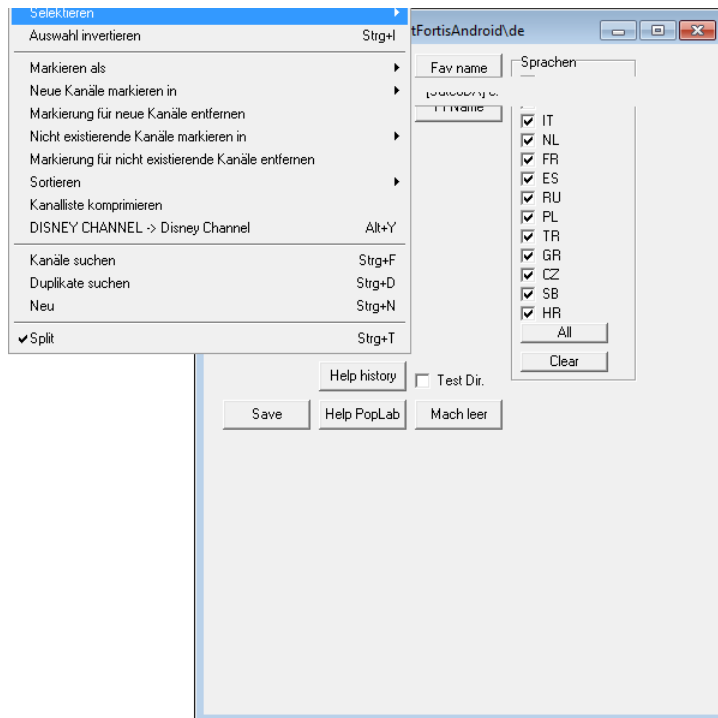 Selektieren
Auswahl invertieren Strg+I
Markieren als
Neue Kanäle markieren in
Markierung für neue Kanäle entfernen
Nicht existierende Kanäle markieren in
Markierung für nicht existierende Kanäle entfernen
Sortieren
Kanalliste komprimieren
DISNEY CHANNEL -> Disney Channel Alt+Y
Kanäle suchen Strg+F
Duplikate suchen Strg+D
Neu Strg+N
Split Strg+T
tFortisAndroid\de
Fav name
Sprachen
IT
NL
FR
ES
RU
PL
TR
GR
CZ
SB
HR
All
Clear
Help history
Test Dir.
Save
Help PopLab
Mach leer